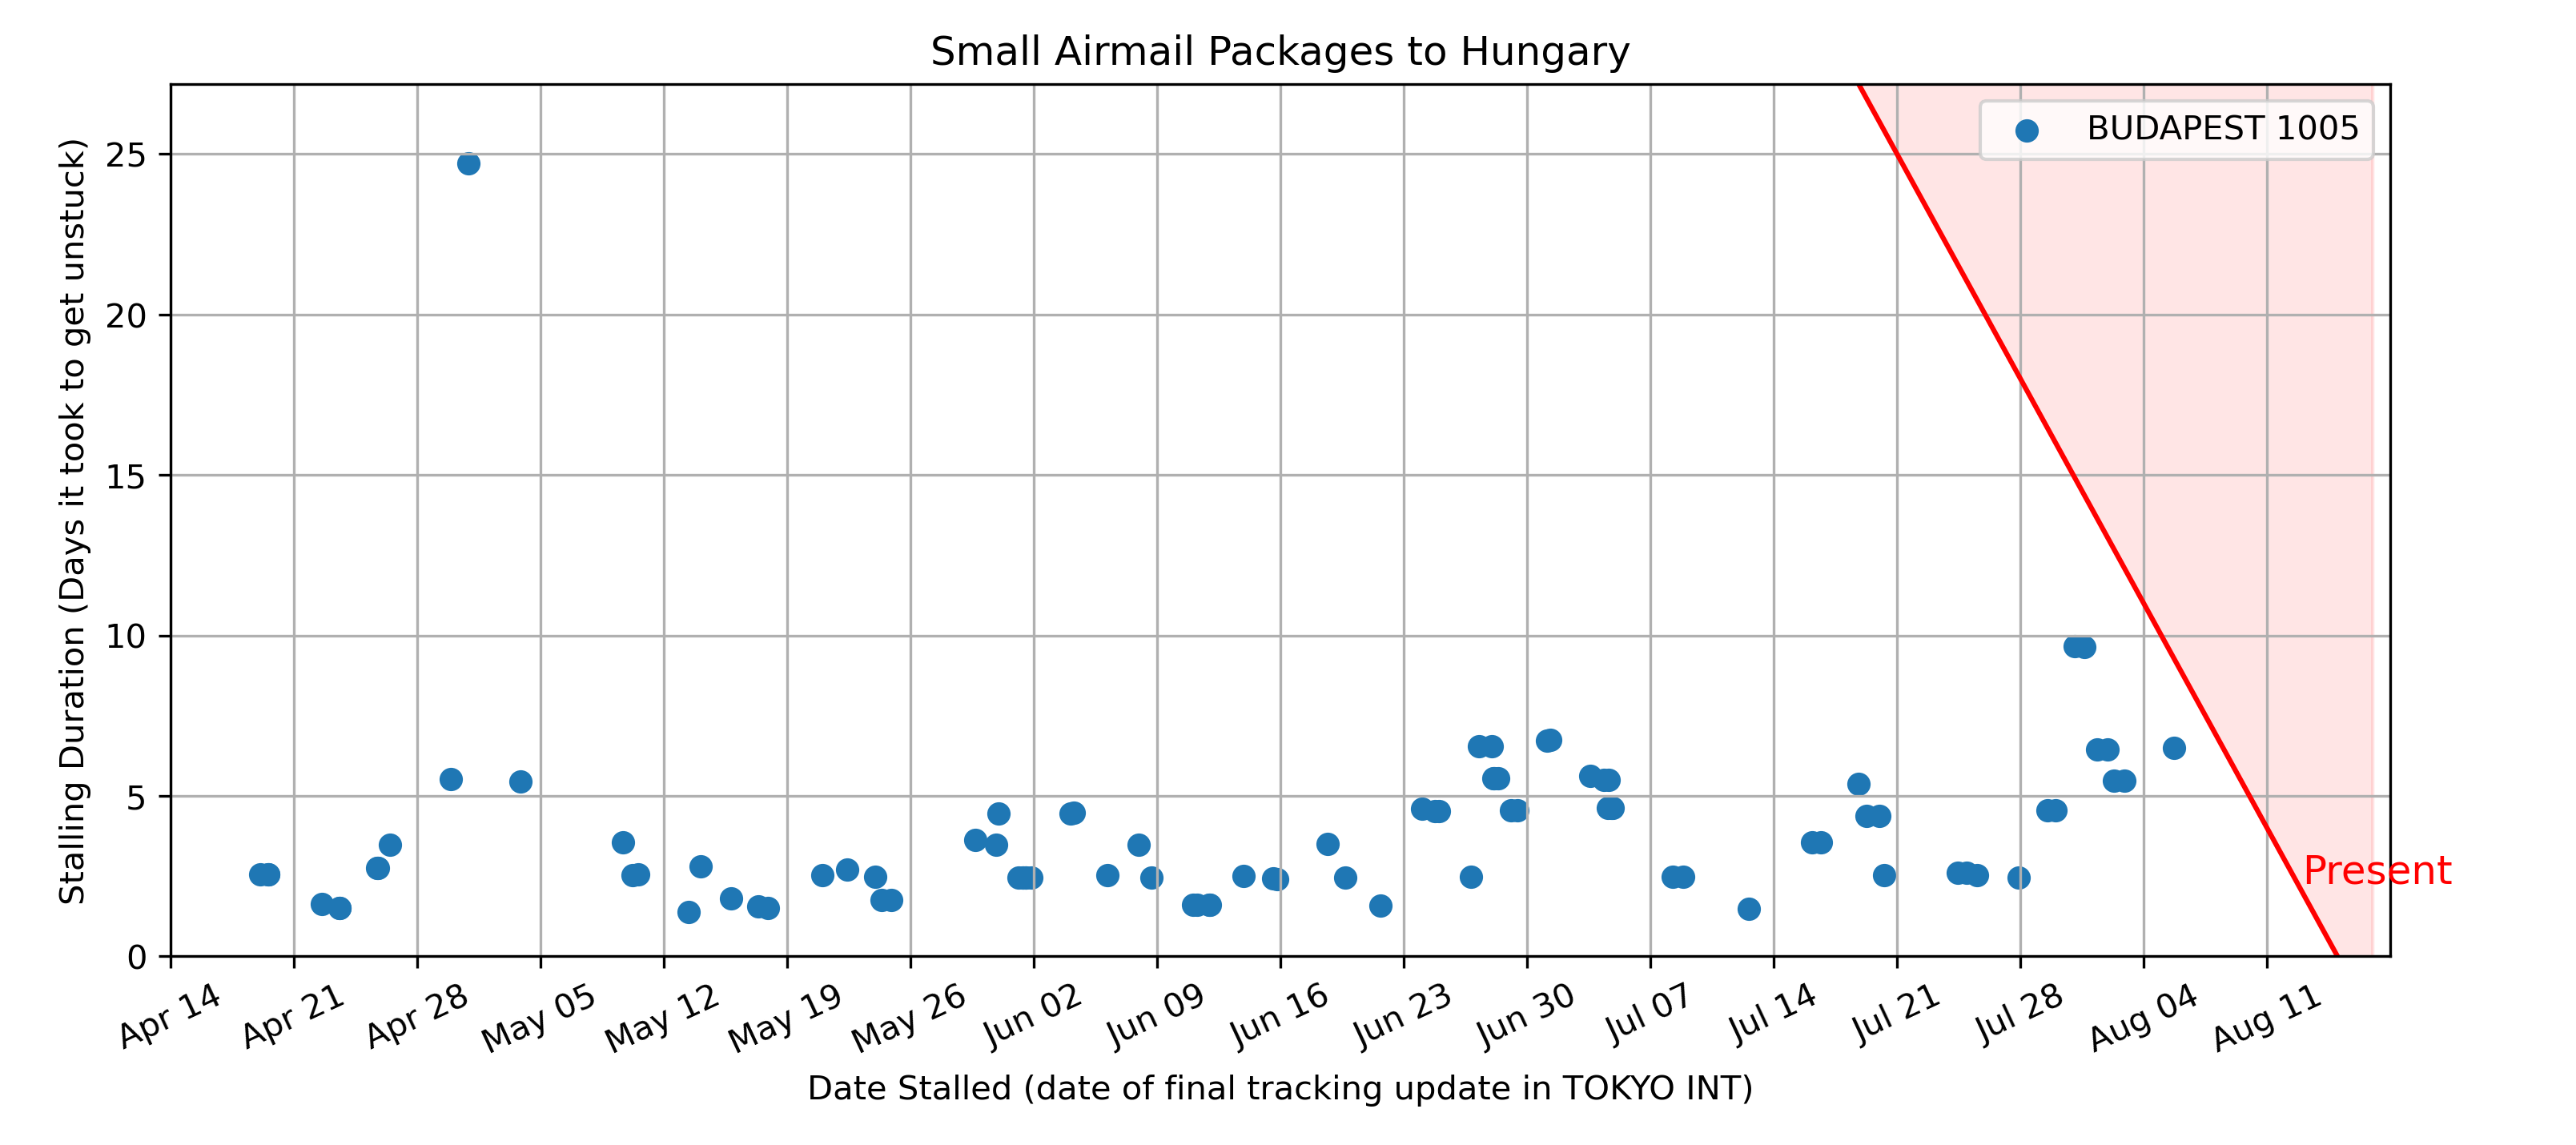 Small Airmail Packages to Hungary
BUDAPEST 1005
Stalling Duration (Days it took to get unstuck)
25
20
15
10
5
0
Present
Apr 14
Apr 21
Apr 28
May 05
May 12
May 19
May 26
Jun 02
Jun 09
Jun 16
Jun 23
Jun 30
Jul 07
Jul 14
Jul 21
Jul 28
Aug 04
Aug 11
Date Stalled (date of final tracking update in TOKYO INT)